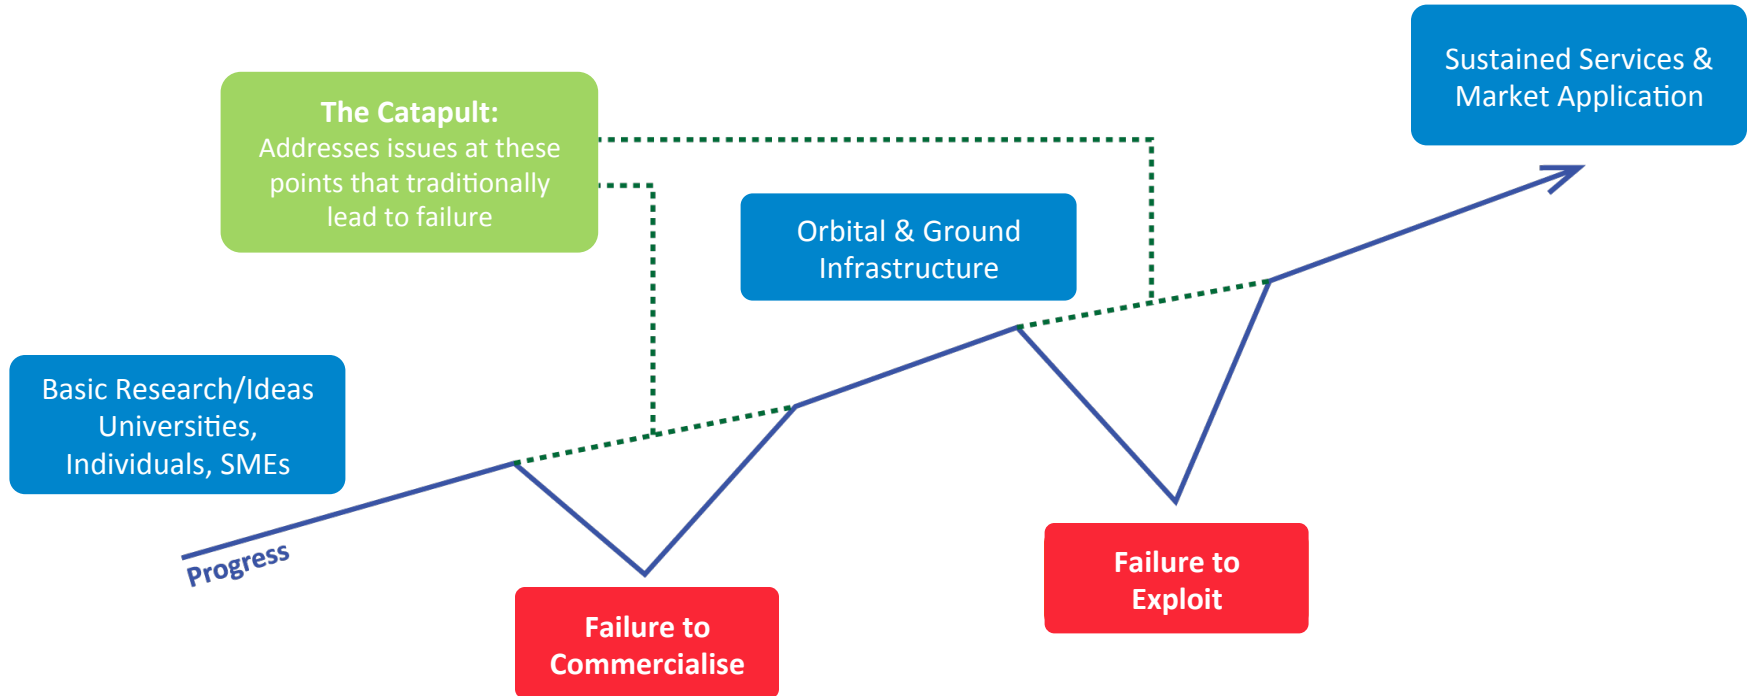 Sustained Services &
Market Application
The Catapult:
Addresses issues at these
points that traditionally
lead to failure
Orbital & Ground
Infrastructure
Basic Research/Ideas
Universities,
Individuals, SMEs
Progress
Failure to
Exploit
Failure to
Commercialise